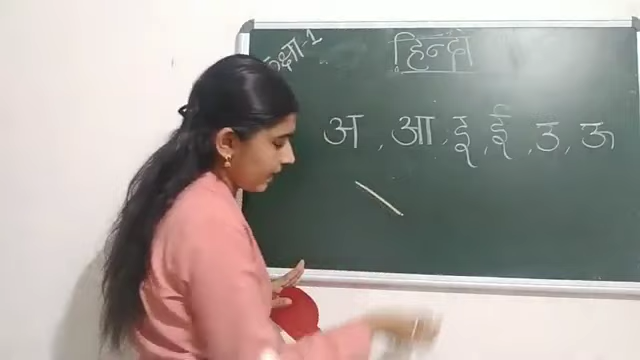 कक्षा-1
हिन्दी
अ, आ, इ, ई, उ, ऊ